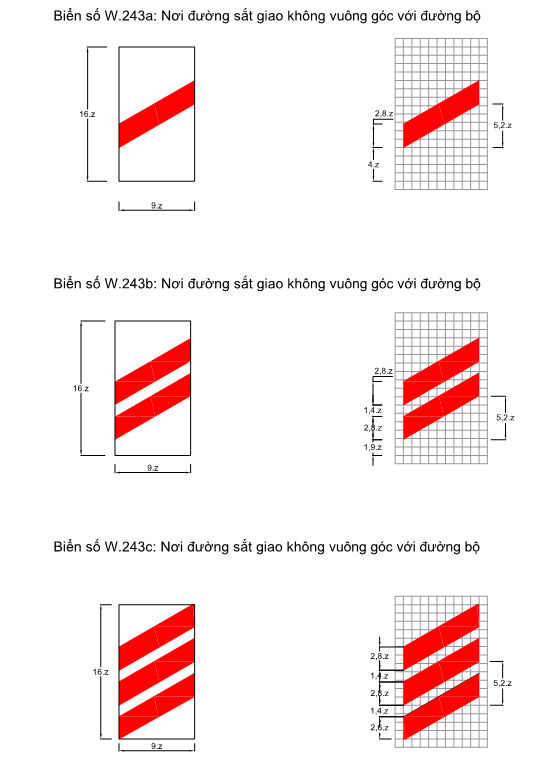 Biển số W.243a: Nơi đường sắt giao không vuông góc với đường bộ
16.z
9.z
2,8.z
4.z
5,2.z
Biển số W.243b: Nơi đường sắt giao không vuông góc với đường bộ
16.z
9.z
2,8.z
1,4.z
2,8.z
1,9.z
5,2.z
Biển số W.243c: Nơi đường sắt giao không vuông góc với đường bộ
16.z
9.z
2,8.z
1,4.z
2,8.z
1,4.z
2,8.z
5,2.z